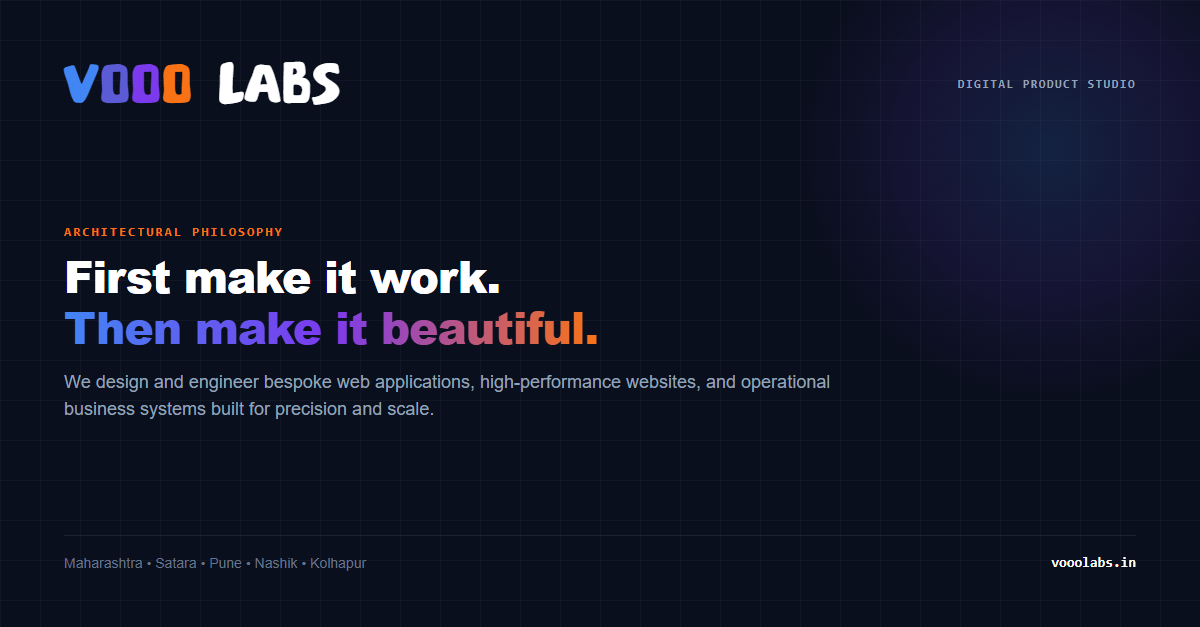 VOOO LABS
DIGITAL PRODUCT STUDIO
ARCHITECTURAL PHILOSOPHY
First make it work.
Then make it beautiful.
We design and engineer bespoke web applications, high-performance websites, and operational
business systems built for precision and scale.
Maharashtra • Satara • Pune • Nashik • Kolhapur
vooolabs.in